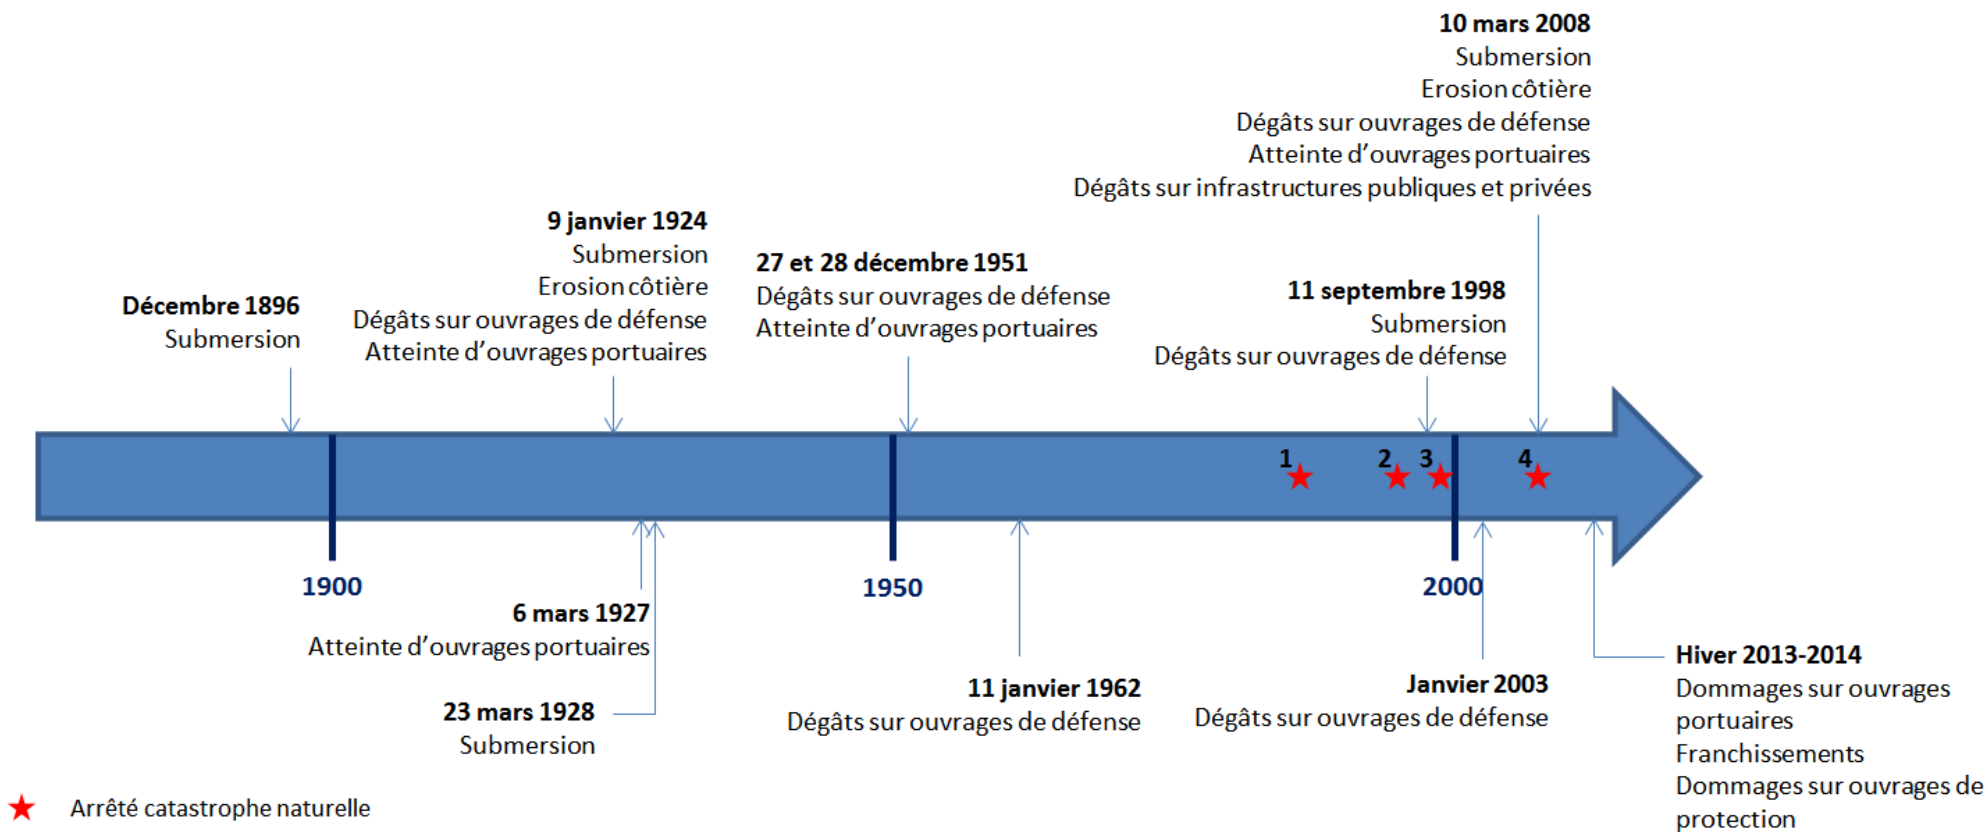 10 mars 2008
Submersion
Erosion côtière
Dégâts sur ouvrages de défense
Atteinte d'ouvrages portuaires
Dégâts sur infrastructures publiques et privées
9 janvier 1924
Submersion
Erosion côtière
Dégâts sur ouvrages de défense
Atteinte d'ouvrages portuaires
27 et 28 décembre 1951
Dégâts sur ouvrages de défense
Atteinte d'ouvrages portuaires
11 septembre 1998
Submersion
Dégâts sur ouvrages de défense
Décembre 1896
Submersion
1
2
3
4
1900
1950
2000
6 mars 1927
Atteinte d'ouvrages portuaires
23 mars 1928
Submersion
11 janvier 1962
Dégâts sur ouvrages de défense
Janvier 2003
Dégâts sur ouvrages de défense
Hiver 2013-2014
Dommages sur ouvrages
portuaires
Franchissements
Dommages sur ouvrages de
protection
Arrêté catastrophe naturelle